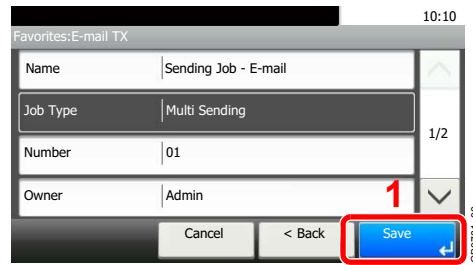 10:10
Favorites:E-mail TX
Name Sending Job - E-mail
Job Type Multi Sending
1/2
Number 01
Owner Admin
1
Cancel < Back Save